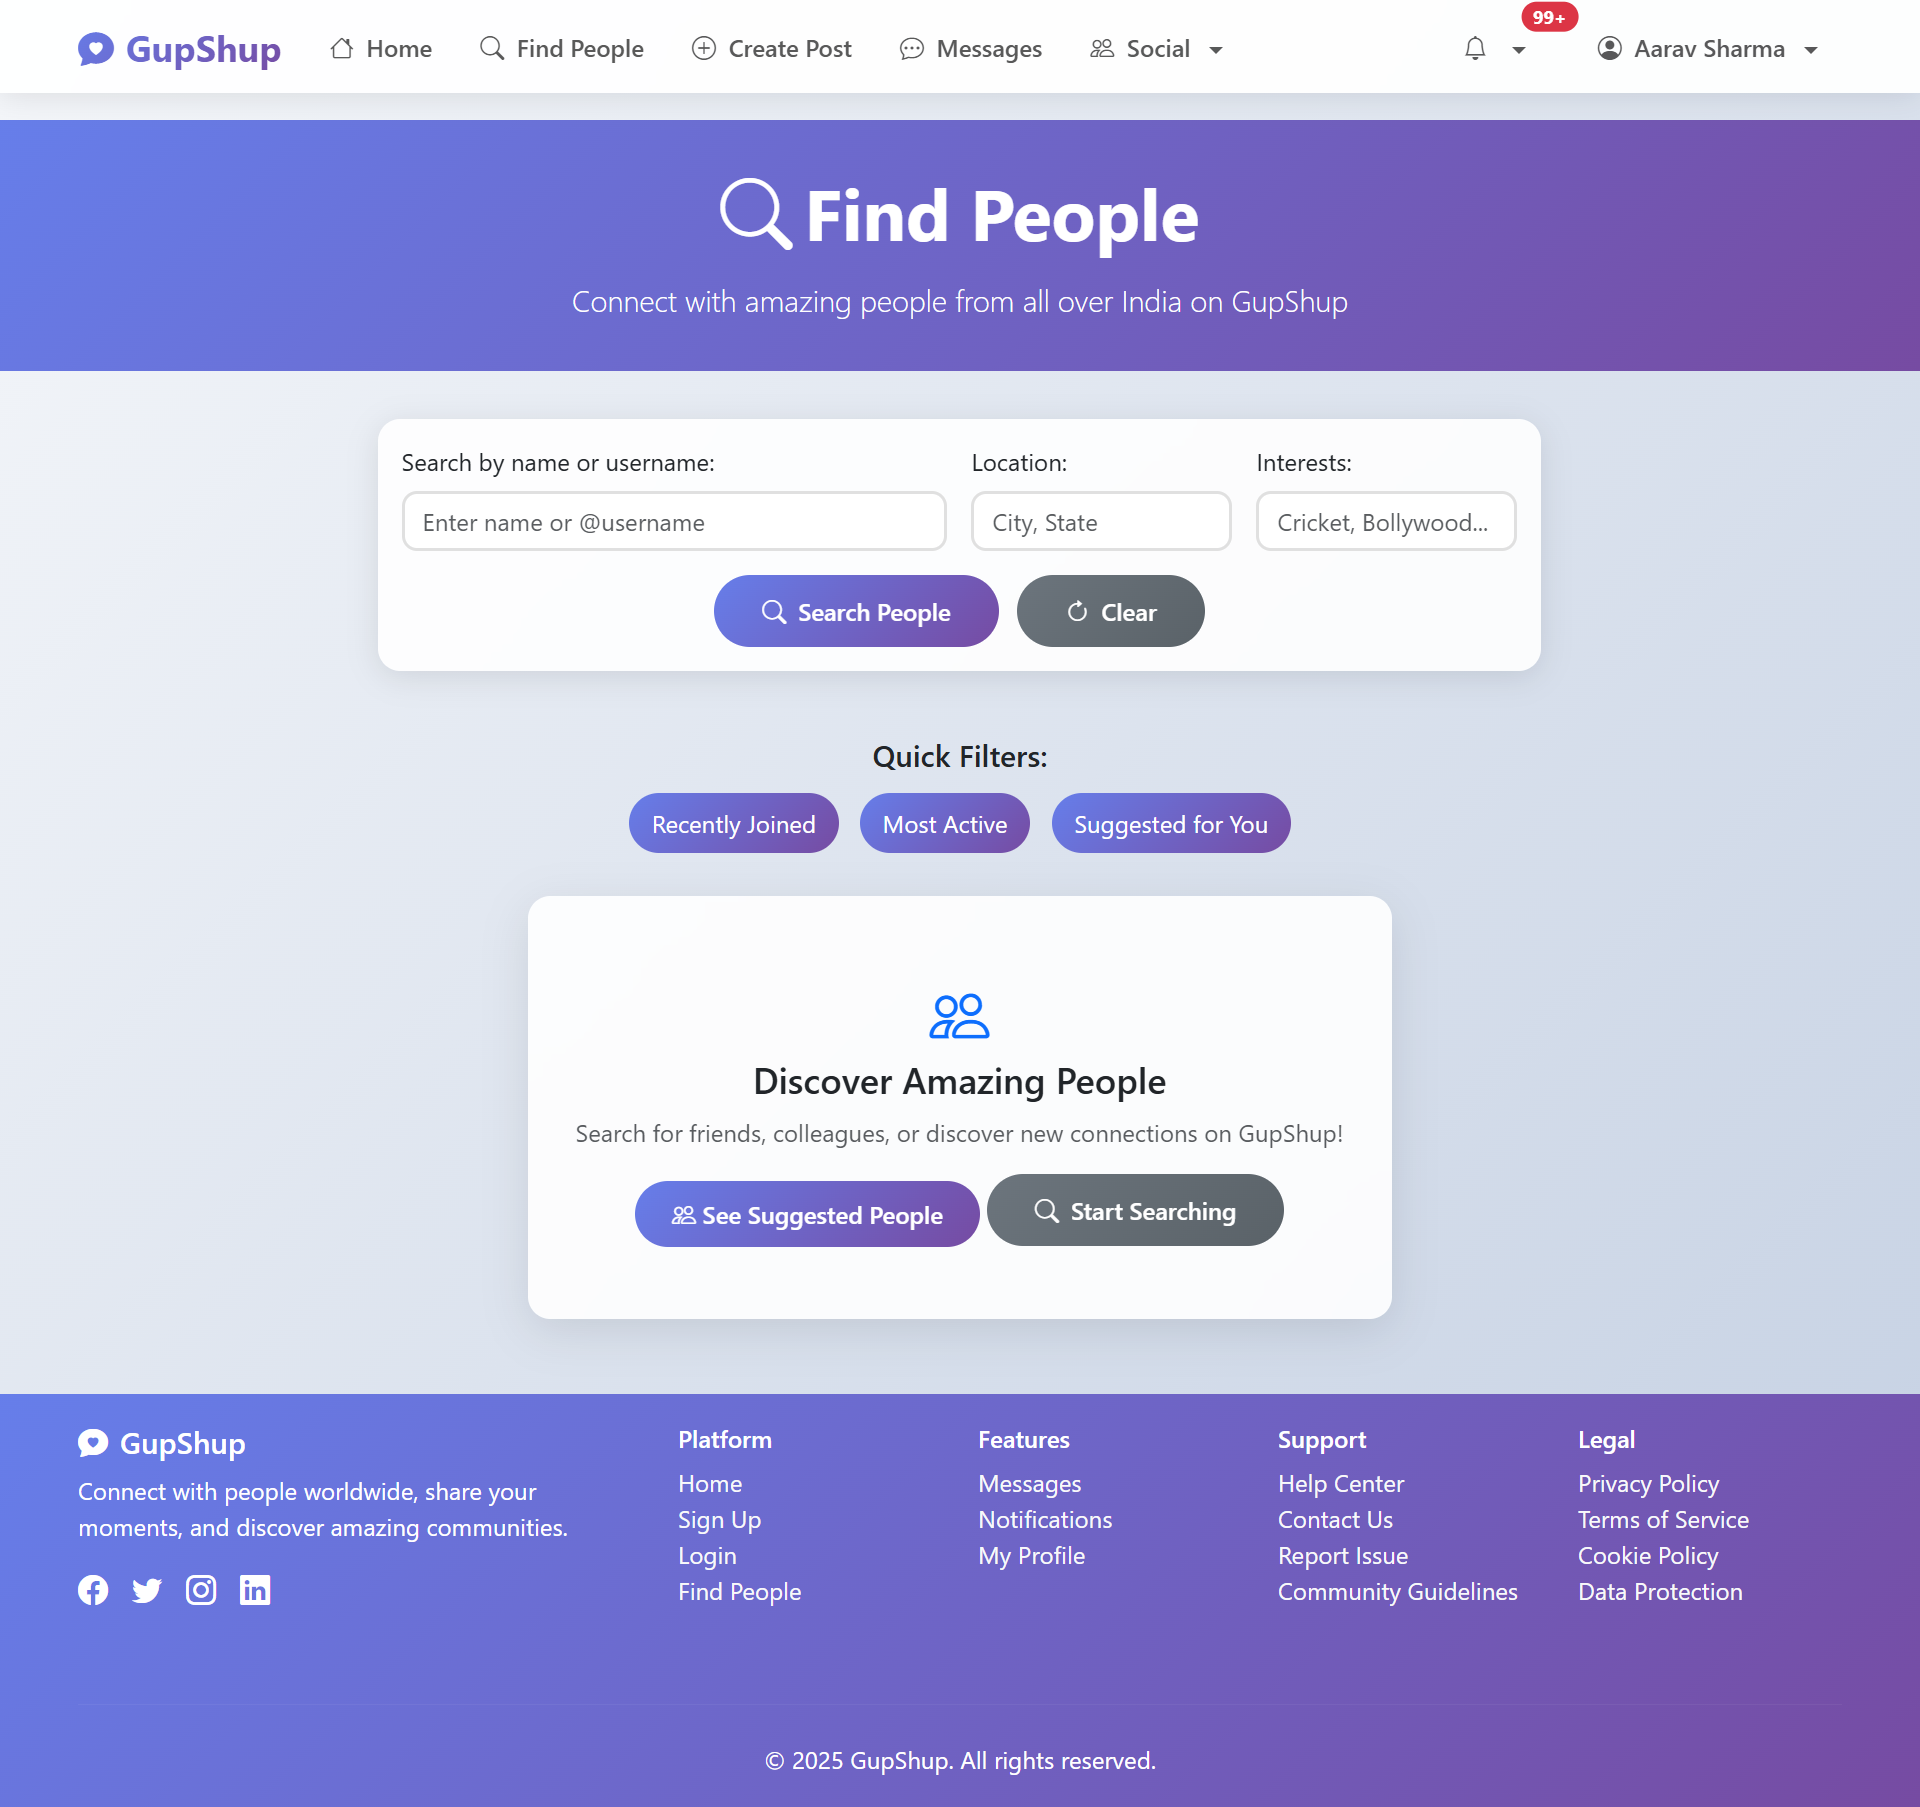 GupShup
Home
Find People
Create Post
Messages
Social
99+
Aarav Sharma
Find People
Connect with amazing people from all over India on GupShup
Search by name or username:
Location:
Interests:
Enter name or @username
City, State
Cricket, Bollywood...
Search People
Clear
Quick Filters:
Recently Joined
Most Active
Suggested for You
Discover Amazing People
Search for friends, colleagues, or discover new connections on GupShup!
See Suggested People
Start Searching
GupShup
Connect with people worldwide, share your
moments, and discover amazing communities.
Platform
Home
Sign Up
Login
Find People
Features
Messages
Notifications
My Profile
Support
Help Center
Contact Us
Report Issue
Community Guidelines
Legal
Privacy Policy
Terms of Service
Cookie Policy
Data Protection
© 2025 GupShup. All rights reserved.